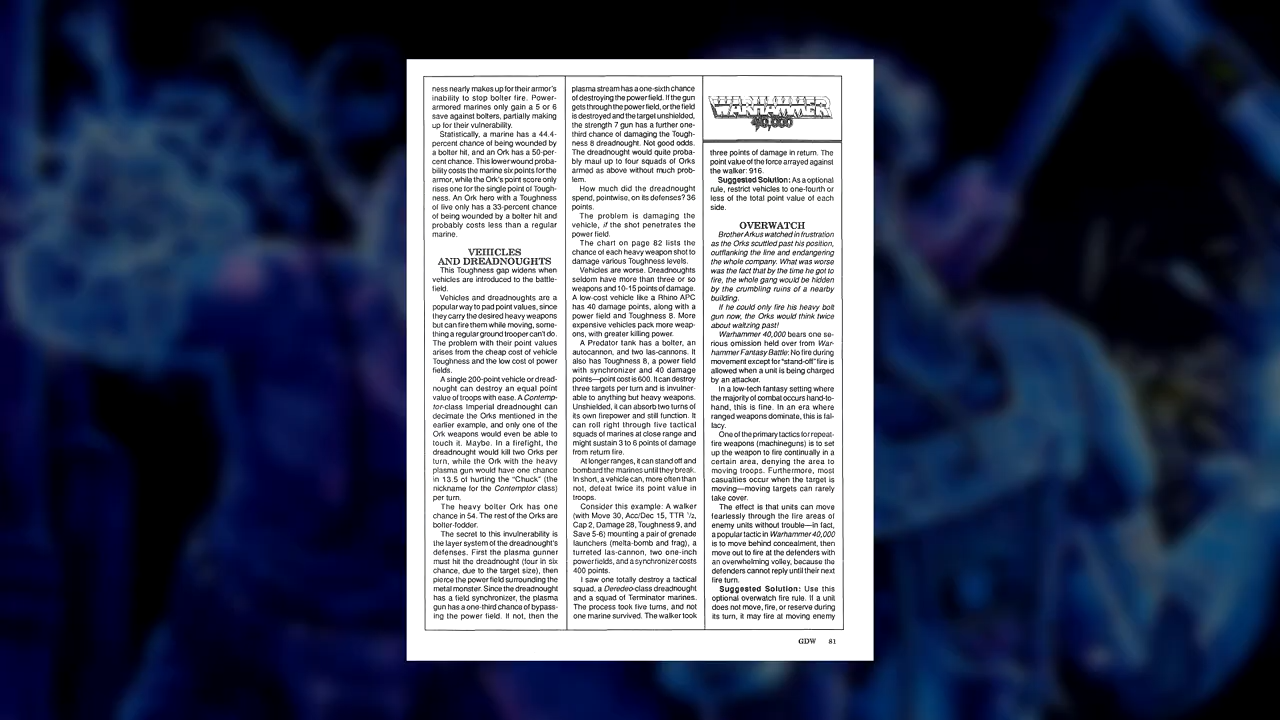 ness nearly makes up for their armor's
inability to stop bolter fire. Power-
armored marines only gain a 5 or 6
save against bolters, partially making
up for their vulnerability.
Statistically, a marine has a 44.4-
percent chance of being wounded by
a bolter hit, and an Ork has a 50-per-
cent chance. This lower wound proba-
bility costs the marine six points for the
armor, while the Ork's point score only
rises one for the single point of Tough-
ness. An Ork hero with a Toughness
of five only has a 33-percent chance
of being wounded by a bolter hit and
probably costs less than a regular
marine.
VEHICLES
AND DREADNOUGHTS
This Toughness gap widens when
vehicles are introduced to the battle-
field.
Vehicles and dreadnoughts are a
popular way to pad point values, since
they carry the desired heavy weapons
but can fire them while moving, some-
thing a regular ground trooper can't do.
The problem with their point values
arises from the cheap cost of vehicle
Toughness and the low cost of power
fields.
A single 200-point vehicle or dread-
nought can destroy an equal point
value of troops with ease. A Contemp-
tor-class Imperial dreadnought can
decimate the Orks mentioned in the
earlier example, and only one of the
Ork weapons would even be able to
touch it. Maybe. In a firefight, the
dreadnought would kill two Orks per
turn, while the Ork with the heavy
plasma gun would have one chance
in 13.5 of hurting the "Chuck" (the
nickname for the Contemptor class)
per turn.
The heavy bolter Ork has one
chance in 54. The rest of the Orks are
bolter-fodder.
The secret to this invulnerability is
the layer system of the dreadnought's
defenses. First the plasma gunner
must hit the dreadnought (four in six
chance, due to the target size), then
pierce the power field surrounding the
metal monster. Since the dreadnought
has a field synchronizer, the plasma
gun has a one-third chance of bypass-
ing the power field. If not, then the
plasma stream has a one-sixth chance
of destroying the power field. If the gun
gets through the power field, or the field
is destroyed and the target unshielded,
the strength 7 gun has a further one-
third chance of damaging the Tough-
ness 8 dreadnought. Not good odds.
The dreadnought would quite proba-
bly maul up to four squads of Orks
armed as above without much prob-
lem.
How much did the dreadnought
spend, pointwise, on its defenses? 36
points.
The problem is damaging the
vehicle, if the shot penetrates the
power field.
The chart on page 82 lists the
chance of each heavy weapon shot to
damage various Toughness levels.
Vehicles are worse. Dreadnoughts
seldom have more than three or so
weapons and 10-15 points of damage.
A low-cost vehicle like a Rhino APC
has 40 damage points, along with a
power field and Toughness 8. More
expensive vehicles pack more weap-
ons, with greater killing power.
A Predator tank has a bolter, an
autocannon, and two las-cannons. It
also has Toughness 8, a power field
with synchronizer and 40 damage
points—point cost is 600. It can destroy
three targets per turn and is invulner-
able to anything but heavy weapons.
Unshielded, it can absorb two turns of
its own firepower and still function. It
can roll right through five tactical
squads of marines at close range and
might sustain 3 to 6 points of damage
from return fire.
At longer ranges, it can stand off and
bombard the marines until they break.
In short, a vehicle can, more often than
not, defeat twice its point value in
troops.
Consider this example: A walker
(with Move 30, Acc/Dec 15, TTR 1/2,
Cap 2, Damage 28, Toughness 9, and
Save 5-6) mounting a pair of grenade
launchers (melta-bomb and frag), a
turreted las-cannon, two one-inch
powerfields, and a synchronizer costs
400 points.
I saw one totally destroy a tactical
squad, a Deredeo-class dreadnought
and a squad of Terminator marines.
The process took five turns, and not
one marine survived. The walker took
WARHAMMER
40,000
three points of damage in return. The
point value of the force arrayed against
the walker: 916.
Suggested Solution: As a optional
rule, restrict vehicles to one-fourth or
less of the total point value of each
side.
OVERWATCH
Brother Arkus watched in frustration
as the Orks scuttled past his position,
outflanking the line and endangering
the whole company. What was worse
was the fact that by the time he got to
fire, the whole gang would be hidden
by the crumbling ruins of a nearby
building.
If he could only fire his heavy bolt
gun now, the Orks would think twice
about waltzing past!
Warhammer 40,000 bears one se-
rious omission held over from War-
hammer Fantasy Battle: No fire during
movement except for "stand-off" fire is
allowed when a unit is being charged
by an attacker.
In a low-tech fantasy setting where
the majority of combat occurs hand-to-
hand, this is fine. In an era where
ranged weapons dominate, this is fal-
lacy.
One of the primary tactics for repeat-
fire weapons (machineguns) is to set
up the weapon to fire continually in a
certain area, denying the area to
moving troops. Furthermore, most
casualties occur when the target is
moving—moving targets can rarely
take cover.
The effect is that units can move
fearlessly through the fire areas of
enemy units without trouble—in fact,
a popular tactic in Warhammer 40,000
is to move behind concealment, then
move out to fire at the defenders with
an overwhelming volley, because the
defenders cannot reply until their next
fire turn.
Suggested Solution: Use this
optional overwatch fire rule. If a unit
does not move, fire, or reserve during
its turn, it may fire at moving enemy
GDW 81